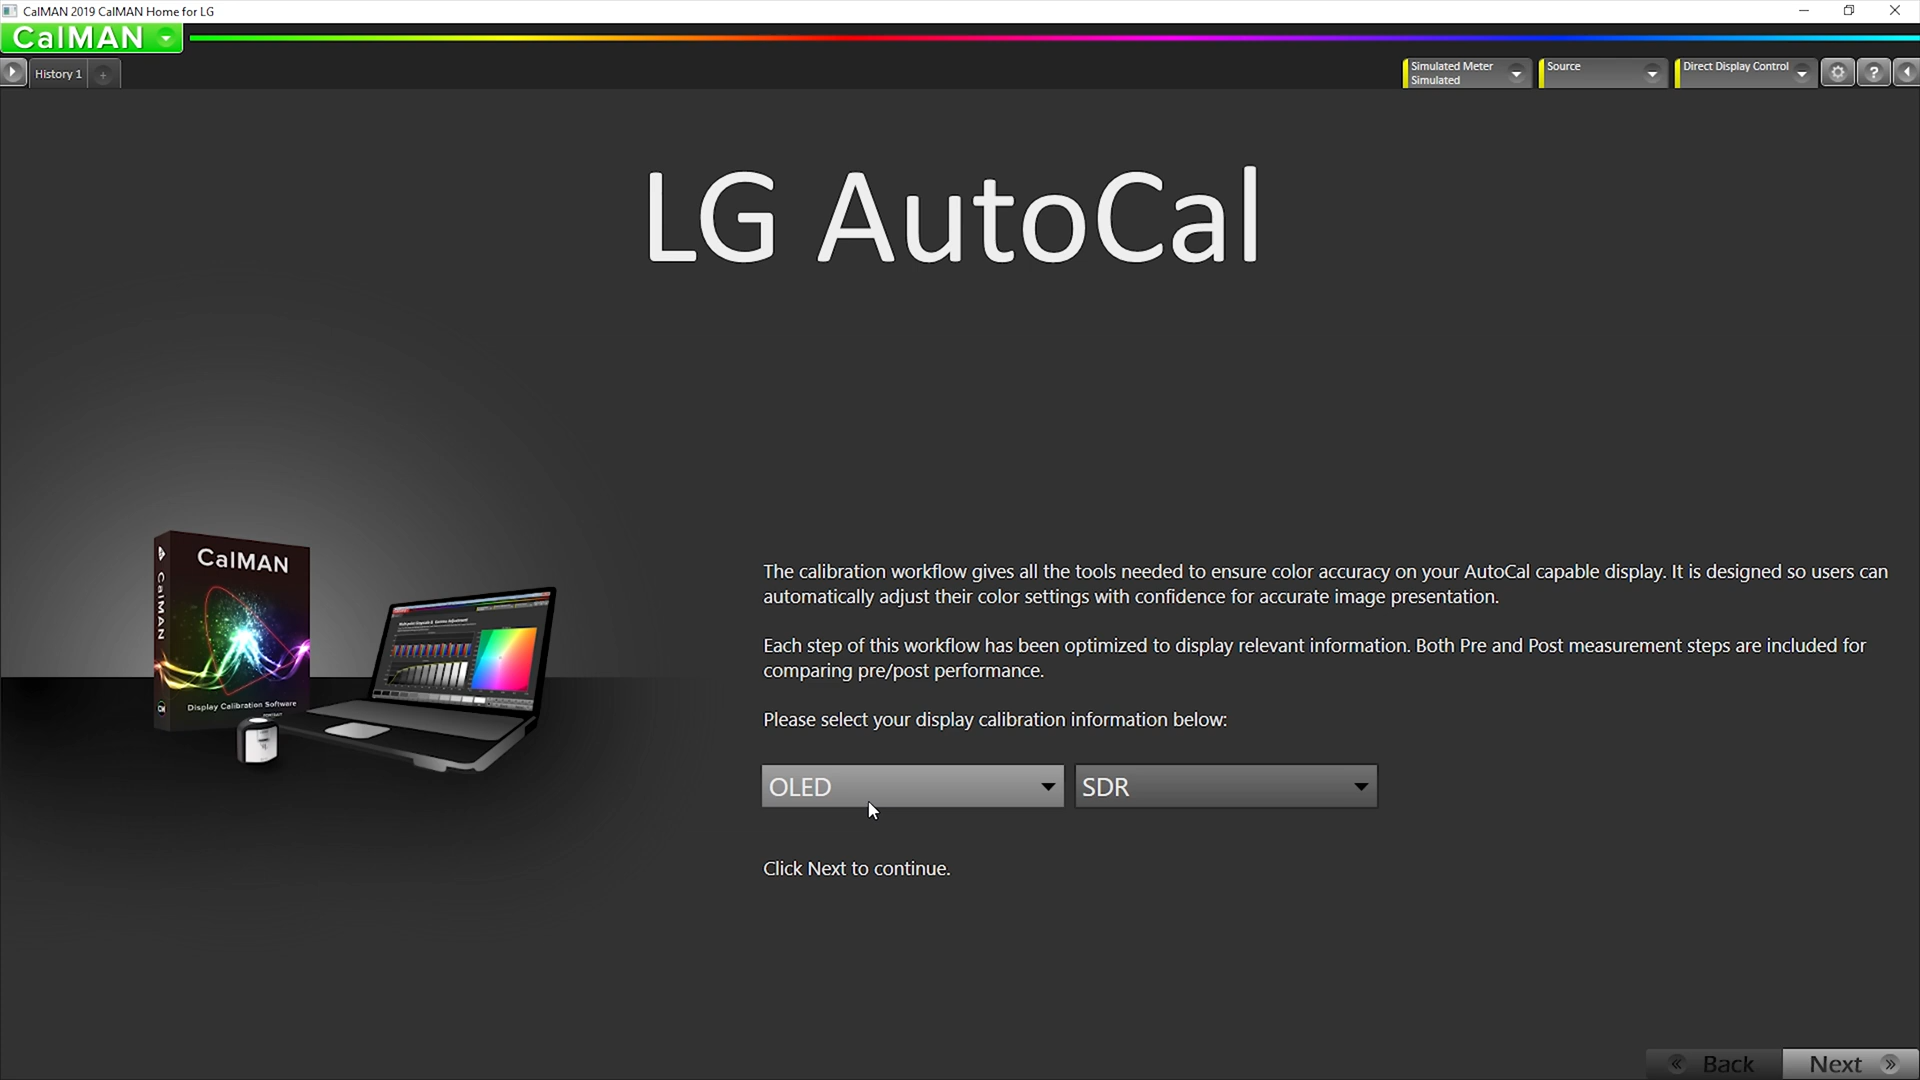 CalMAN 2019 CalMAN Home for LG
CalMAN
History 1
+
Simulated Meter
Simulated
Source
Direct Display Control
?
LG AutoCal
CalMAN
CalMAN
Display Calibration Software
The calibration workflow gives all the tools needed to ensure color accuracy on your AutoCal capable display. It is designed so users can
automatically adjust their color settings with confidence for accurate image presentation.
Each step of this workflow has been optimized to display relevant information. Both Pre and Post measurement steps are included for
comparing pre/post performance.
Please select your display calibration information below:
OLED
SDR
Click Next to continue.
« Back
Next »